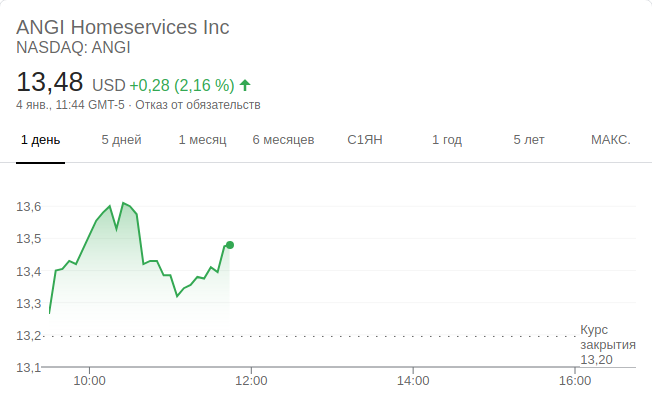 ANGI Homeservices Inc
NASDAQ: ANGI
13,48 USD +0,28 (2,16 %)
4 янв., 11:44 GMT-5 · Отказ от обязательств
1 день 5 дней 1 месяц 6 месяцев С1ЯН 1 год 5 лет МАКС.
13,6
13,5
13,4
13,3
13,2
13,1
Курс
закрытия
13,20
10:00 12:00 14:00 16:00